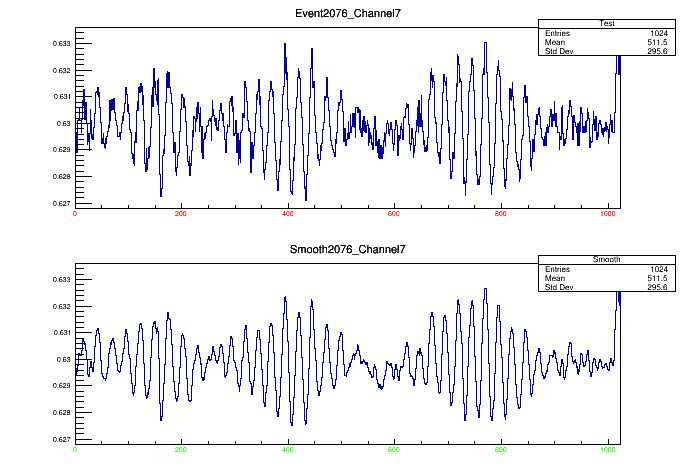 Event2076_Channel7
Test
Entries 1024
Mean 511.5
Std Dev 295.6
0.633
0.632
0.631
0.63
0.629
0.628
0.627
0 200 400 600 800 1000
Smooth2076_Channel7
Smooth
Entries 1024
Mean 511.5
Std Dev 295.6
0.633
0.632
0.631
0.63
0.629
0.628
0.627
0 200 400 600 800 1000